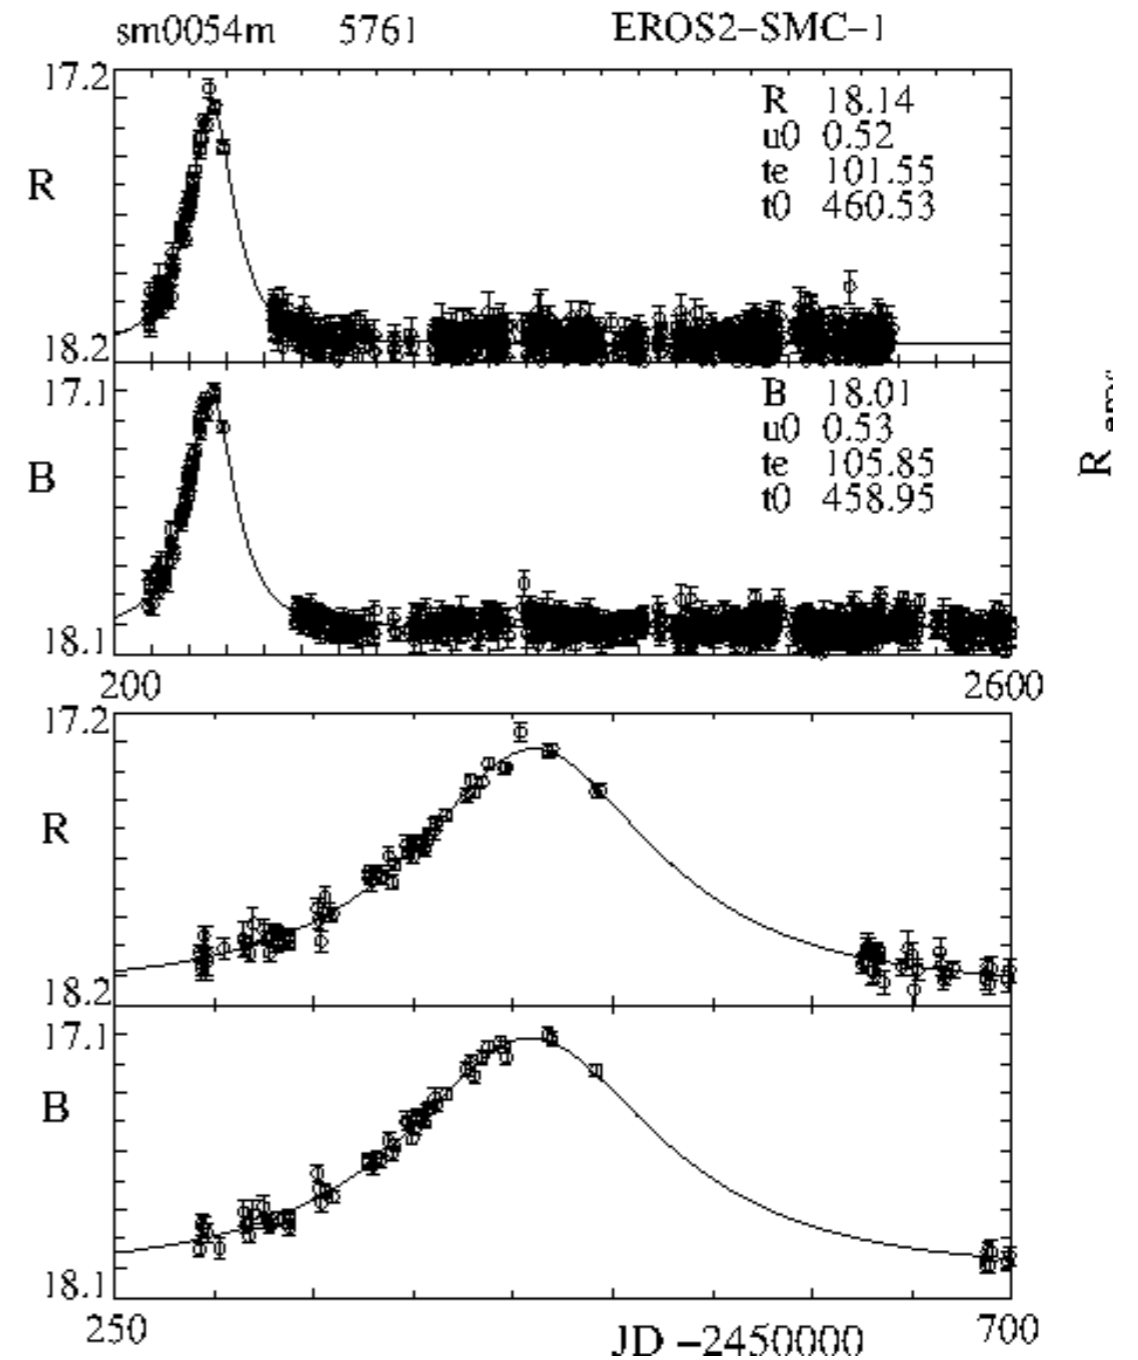 sm0054m 5761 EROS2-SMC-1
17.2
R 18.14
u0 0.52
te 101.55
t0 460.53
R
18.2
17.1
B 18.01
u0 0.53
te 105.85
t0 458.95
B
18.1
200 2600
17.2
R
18.2
17.1
B
18.1
250 700
JD -2450000
R